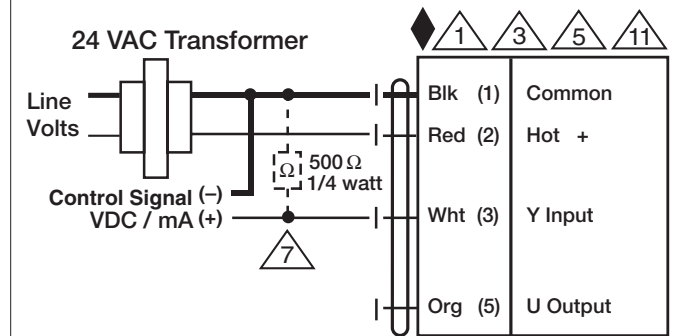 24 VAC Transformer
1 3 5 11
Line
Volts
Blk (1) Common
Red (2) Hot +
Ω 500 Ω
1/4 watt
Control Signal (–)
VDC / mA (+)
Wht (3) Y Input
7
Org (5) U Output